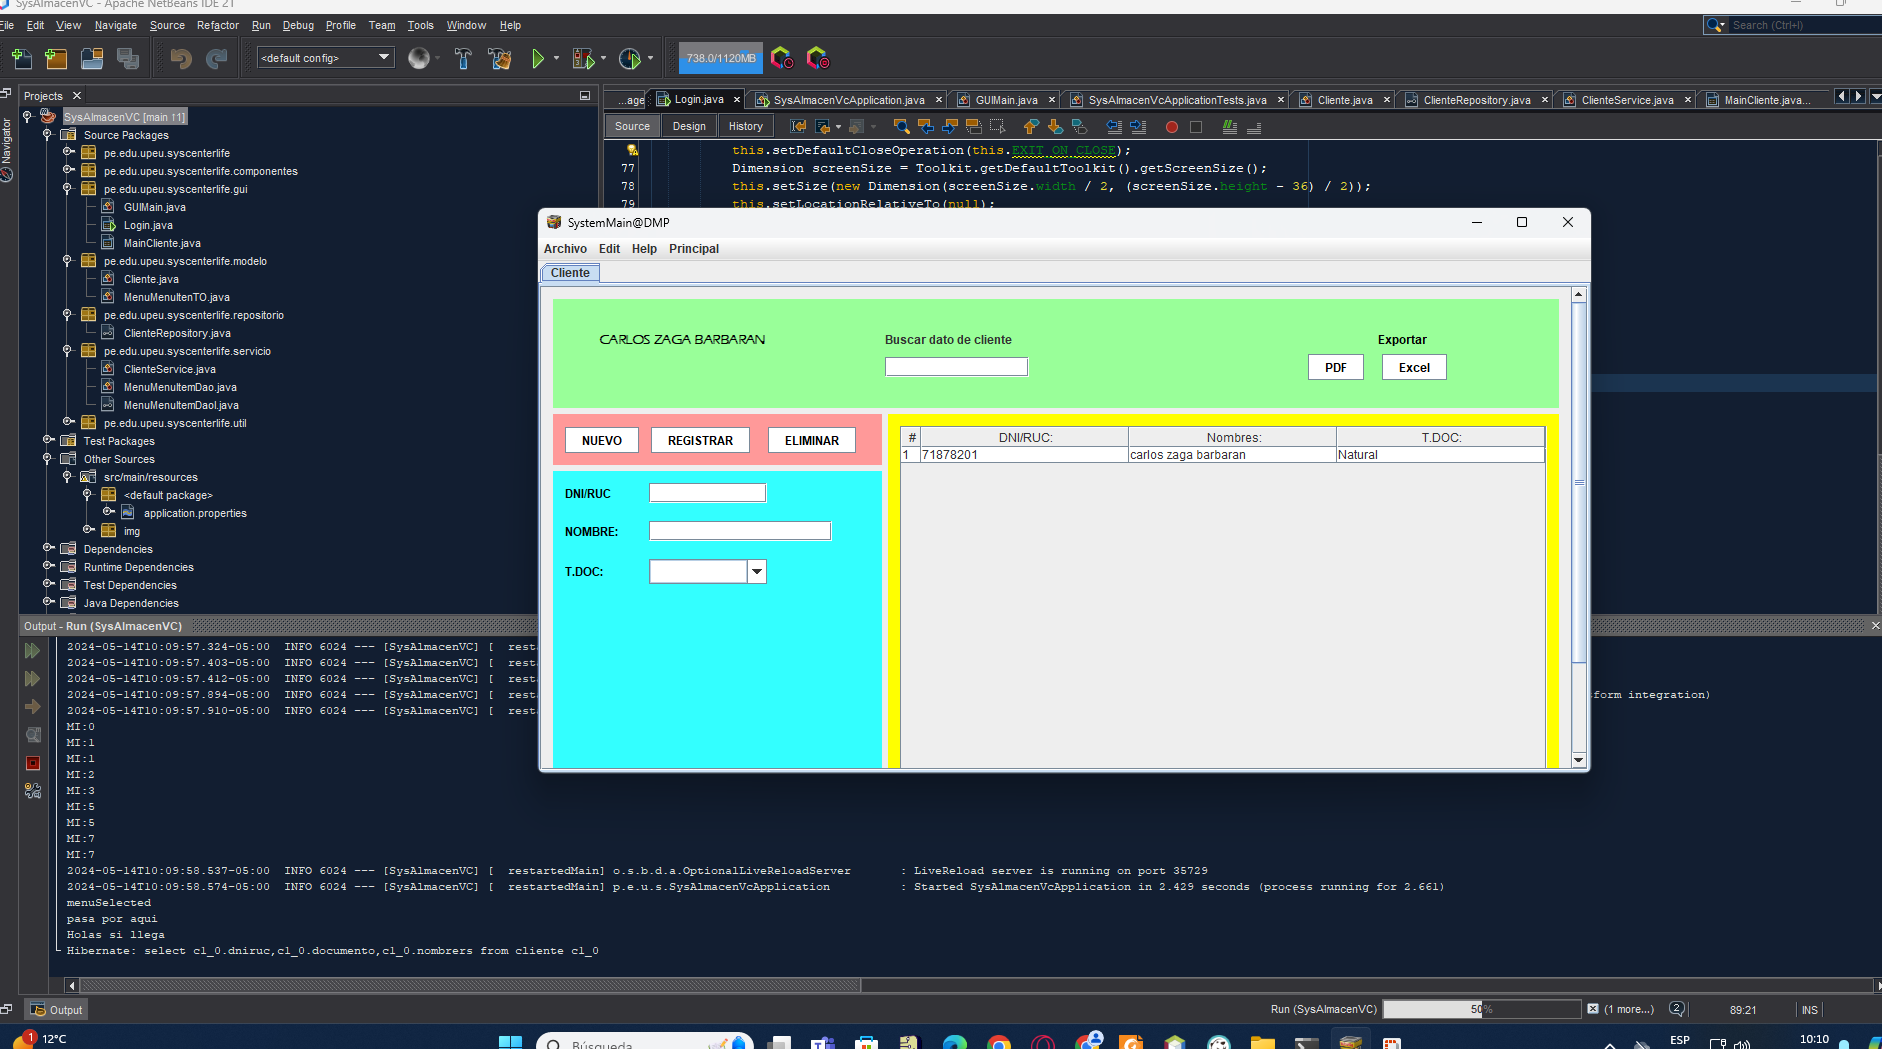 SysAlmacenVC - Apache NetBeans IDE 21
File Edit View Navigate Source Refactor Run Debug Profile Team Tools Window Help
Search (Ctrl+I)
<default config>
738.0/1120MB
Projects
...age Login.java SysAlmacenVcApplication.java GUIMain.java SysAlmacenVcApplicationTests.java Cliente.java ClienteRepository.java ClienteService.java MainCliente.java...
Navigator
Source Design History
SysAlmacenVC [main 11]
Source Packages
pe.edu.upeu.syscenterlife
pe.edu.upeu.syscenterlife.componentes
pe.edu.upeu.syscenterlife.gui
GUIMain.java
Login.java
MainCliente.java
pe.edu.upeu.syscenterlife.modelo
Cliente.java
MenuMenuItenTO.java
pe.edu.upeu.syscenterlife.repositorio
ClienteRepository.java
pe.edu.upeu.syscenterlife.servicio
ClienteService.java
MenuMenuItemDao.java
MenuMenuItemDaoI.java
pe.edu.upeu.syscenterlife.util
Test Packages
Other Sources
src/main/resources
<default package>
application.properties
img
Dependencies
Runtime Dependencies
Test Dependencies
Java Dependencies
this.setDefaultCloseOperation(this.EXIT_ON_CLOSE);
77 Dimension screenSize = Toolkit.getDefaultToolkit().getScreenSize();
78 this.setSize(new Dimension(screenSize.width / 2, (screenSize.height - 36) / 2));
79 this.setLocationRelativeTo(null);
SystemMain@DMP
Archivo Edit Help Principal
Cliente
CARLOS ZAGA BARBARAN
Buscar dato de cliente
Exportar
PDF Excel
NUEVO REGISTRAR ELIMINAR
# DNI/RUC: Nombres: T.DOC:
1 71878201 carlos zaga barbaran Natural
DNI/RUC
NOMBRE:
T.DOC:
Output - Run (SysAlmacenVC)
2024-05-14T10:09:57.324-05:00 INFO 6024 --- [SysAlmacenVC] [ rest
2024-05-14T10:09:57.403-05:00 INFO 6024 --- [SysAlmacenVC] [ rest
2024-05-14T10:09:57.412-05:00 INFO 6024 --- [SysAlmacenVC] [ rest
2024-05-14T10:09:57.894-05:00 INFO 6024 --- [SysAlmacenVC] [ rest form integration)
2024-05-14T10:09:57.910-05:00 INFO 6024 --- [SysAlmacenVC] [ rest
MI:0
MI:1
MI:1
MI:2
MI:3
MI:5
MI:5
MI:7
MI:7
2024-05-14T10:09:58.537-05:00 INFO 6024 --- [SysAlmacenVC] [ restartedMain] o.s.b.d.a.OptionalLiveReloadServer : LiveReload server is running on port 35729
2024-05-14T10:09:58.574-05:00 INFO 6024 --- [SysAlmacenVC] [ restartedMain] p.e.u.s.SysAlmacenVcApplication : Started SysAlmacenVcApplication in 2.429 seconds (process running for 2.661)
menuSelected
pasa por aqui
Holas si llega
Hibernate: select c1_0.dniruc,c1_0.documento,c1_0.nombrers from cliente c1_0
Output
Run (SysAlmacenVC) 50% (1 more...) 2 89:21 INS
1 12°C
Búsqueda
ESP
10:10